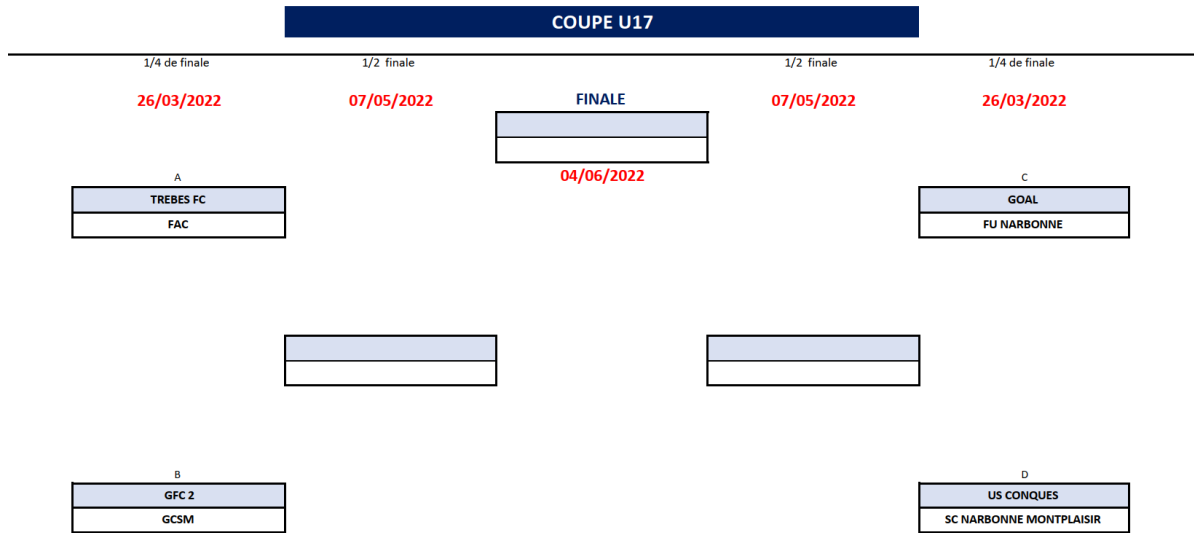 COUPE U17
1/4 de finale
1/2 finale
1/2 finale
1/4 de finale
26/03/2022
07/05/2022
FINALE
07/05/2022
26/03/2022
04/06/2022
A
C
TREBES FC
GOAL
FAC
FU NARBONNE
B
D
GFC 2
US CONQUES
GCSM
SC NARBONNE MONTPLAISIR